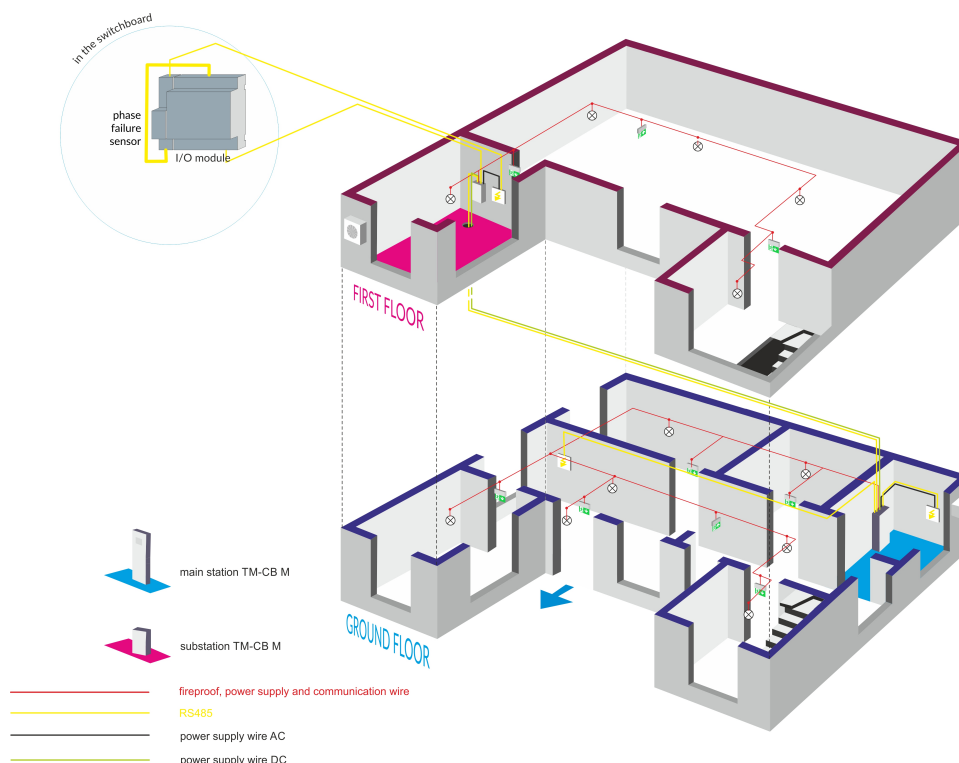 in the switchboard
phase
failure
sensor
I/O module
FIRST FLOOR
GROUND FLOOR
main station TM-CB M
substation TM-CB M
fireproof, power supply and communication wire
RS485
power supply wire AC
power supply wire DC